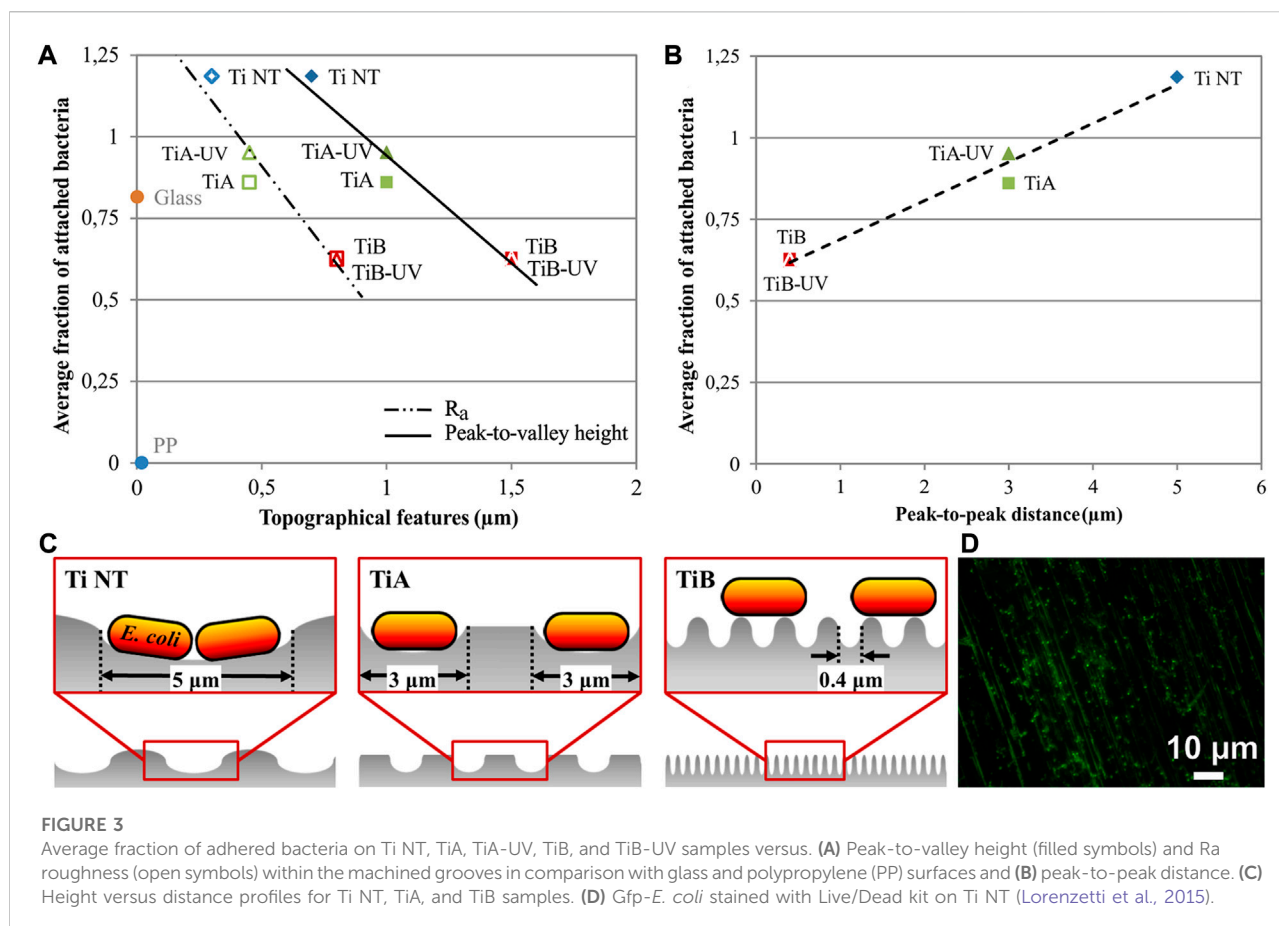 A
Average fraction of attached bacteria
1,25
1
0,75
0,5
0,25
0
Ti NT
Ti NT
TiA-UV
TiA-UV
TiA
TiA
Glass
TiB
TiB-UV
TiB
TiB-UV
PP
Ra
Peak-to-valley height
0
0,5
1
1,5
2
Topographical features (µm)
B
Average fraction of attached bacteria
1,25
1
0,75
0,5
0,25
0
Ti NT
TiA-UV
TiA
TiB
TiB-UV
0
1
2
3
4
5
6
Peak-to-peak distance(µm)
C
Ti NT
E. coli
5 µm
TiA
3 µm
3 µm
TiB
0.4 µm
D
10 µm
FIGURE 3
Average fraction of adhered bacteria on Ti NT, TiA, TiA-UV, TiB, and TiB-UV samples versus. (A) Peak-to-valley height (filled symbols) and Ra
roughness (open symbols) within the machined grooves in comparison with glass and polypropylene (PP) surfaces and (B) peak-to-peak distance. (C)
Height versus distance profiles for Ti NT, TiA, and TiB samples. (D) Gfp-E. coli stained with Live/Dead kit on Ti NT (Lorenzetti et al., 2015).